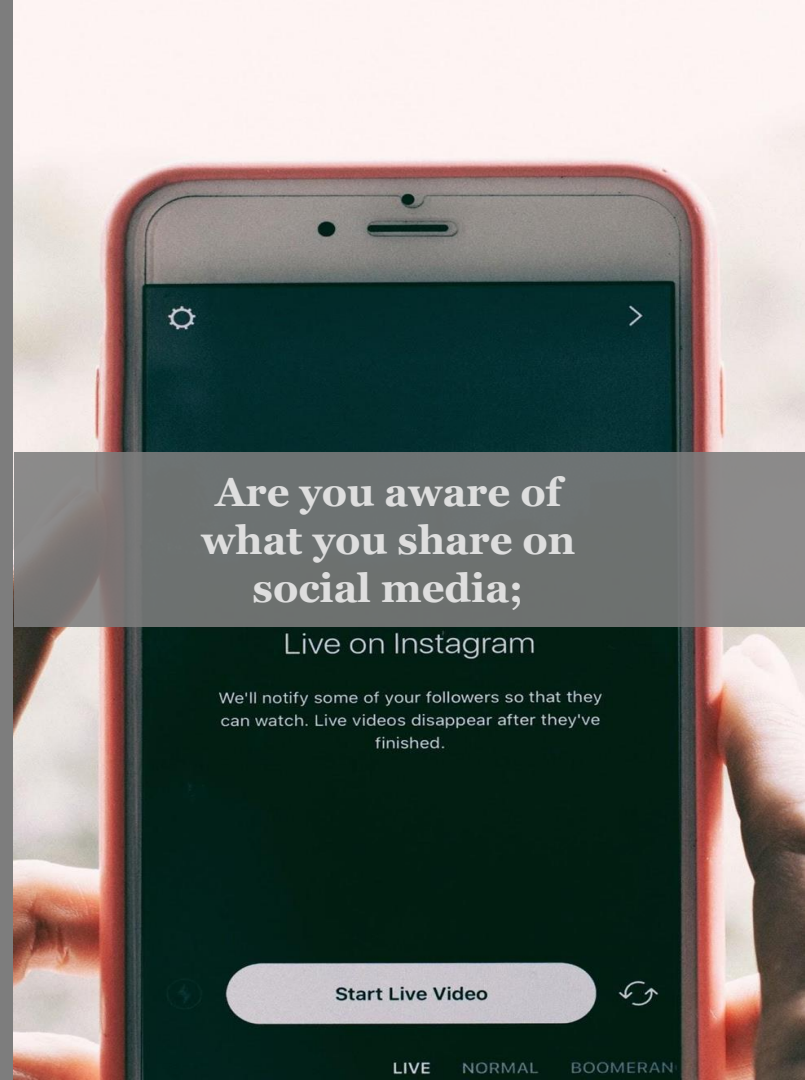 Are you aware of
what you share on
social media;
Live on Instagram
We'll notify some of your followers so that they
can watch. Live videos disappear after they've
finished.
Start Live Video
LIVE NORMAL BOOMERAN